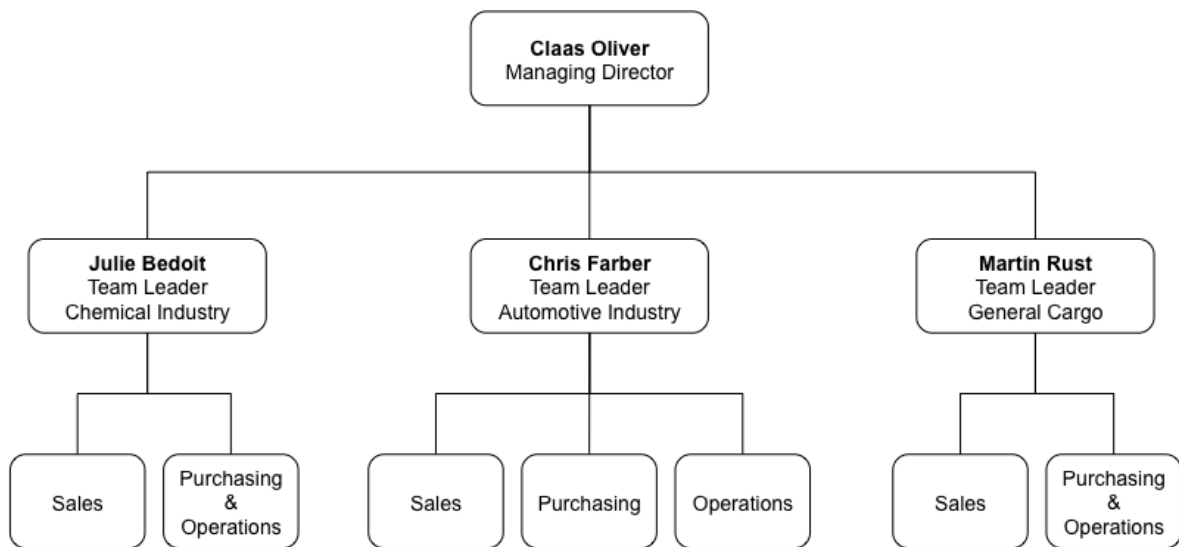 Claas Oliver
Managing Director
Julie Bedoit
Team Leader
Chemical Industry
Chris Farber
Team Leader
Automotive Industry
Martin Rust
Team Leader
General Cargo
Sales
Purchasing
&
Operations
Sales
Purchasing
Operations
Sales
Purchasing
&
Operations